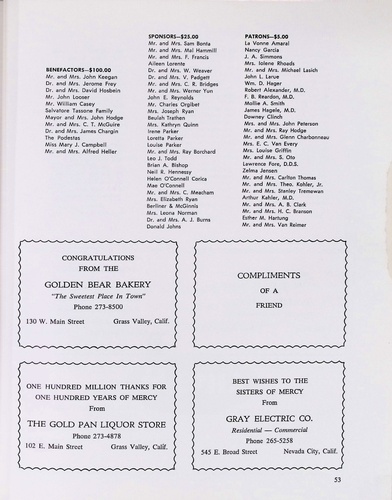 BENEFACTORS—$100.00
Mr. and Mrs. John Keegan
Dr. and Mrs. Jerome Frey
Dr. and Mrs. David Hosbein
Mr. John Looser
Mr. William Casey
Salvatore Tassone Family
Mayor and Mrs. John Hodge
Mr. and Mrs. C. T. McGuire
Dr. and Mrs. James Chargin
The Podestas
Miss Mary J. Campbell
Mr. and Mrs. Alfred Heller
SPONSORS—$25.00
Mr. and Mrs. Sam Bonta
Mr. and Mrs. Mal Hammill
Mr. and Mrs. F. Francis
Aileen Lorente
Dr. and Mrs. W. Weaver
Dr. and Mrs. V. Padgett
Mr. and Mrs. C. R. Bridges
Mr. and Mrs. Werner Yun
John E. Reynolds
Mr. Charles Orgibet
Mrs. Joseph Ryan
Beulah Trathen
Mrs. Kathryn Quinn
Irene Parker
Loretta Parker
Louise Parker
Mr. and Mrs. Ray Borchard
Leo J. Todd
Brian A. Bishop
Neil R. Hennessy
Helen O'Connell Corica
Mae O'Connell
Mr. and Mrs. C. Meacham
Mrs. Elizabeth Ryan
Berliner & McGinnis
Mrs. Leona Norman
Dr. and Mrs. A. J. Burns
Donald Johns
PATRONS—$5.00
La Vonne Amaral
Nancy Garcia
J. A. Simmons
Mrs. Iolene Rhoads
Mr. and Mrs. Michael Lasich
John L. Larue
Wm. D. Hager
Robert Alexander, M.D.
F. B. Reardon, M.D.
Mollie A. Smith
James Hagele, M.D.
Downey Clinch
Mrs. and Mrs. John Peterson
Mr. and Mrs. Ray Hodge
Mr. and Mrs. Glenn Charbonneau
Mrs. E. C. Van Every
Mrs. Louise Griffin
Mr. and Mrs. S. Oto
Lawrence Fore, D.D.S.
Zelma Jensen
Mr. and Mrs. Carlton Thomas
Mr. and Mrs. Theo. Kohler, Jr.
Mr. and Mrs. Stanley Tremewan
Arthur Kahler, M.D.
Mr. and Mrs. A. B. Clark
Mr. and Mrs. H. C. Branson
Esther M. Hartung
Mr. and Mrs. Van Reimer
CONGRATULATIONS
FROM THE
GOLDEN BEAR BAKERY
"The Sweetest Place In Town"
Phone 273-8500
130 W. Main Street Grass Valley, Calif.
COMPLIMENTS
OF A
FRIEND
ONE HUNDRED MILLION THANKS FOR
ONE HUNDRED YEARS OF MERCY
From
THE GOLD PAN LIQUOR STORE
Phone 273-4878
102 E. Main Street Grass Valley, Calif.
BEST WISHES TO THE
SISTERS OF MERCY
From
GRAY ELECTRIC CO.
Residential — Commercial
Phone 265-5258
545 E. Broad Street Nevada City, Calif.
53